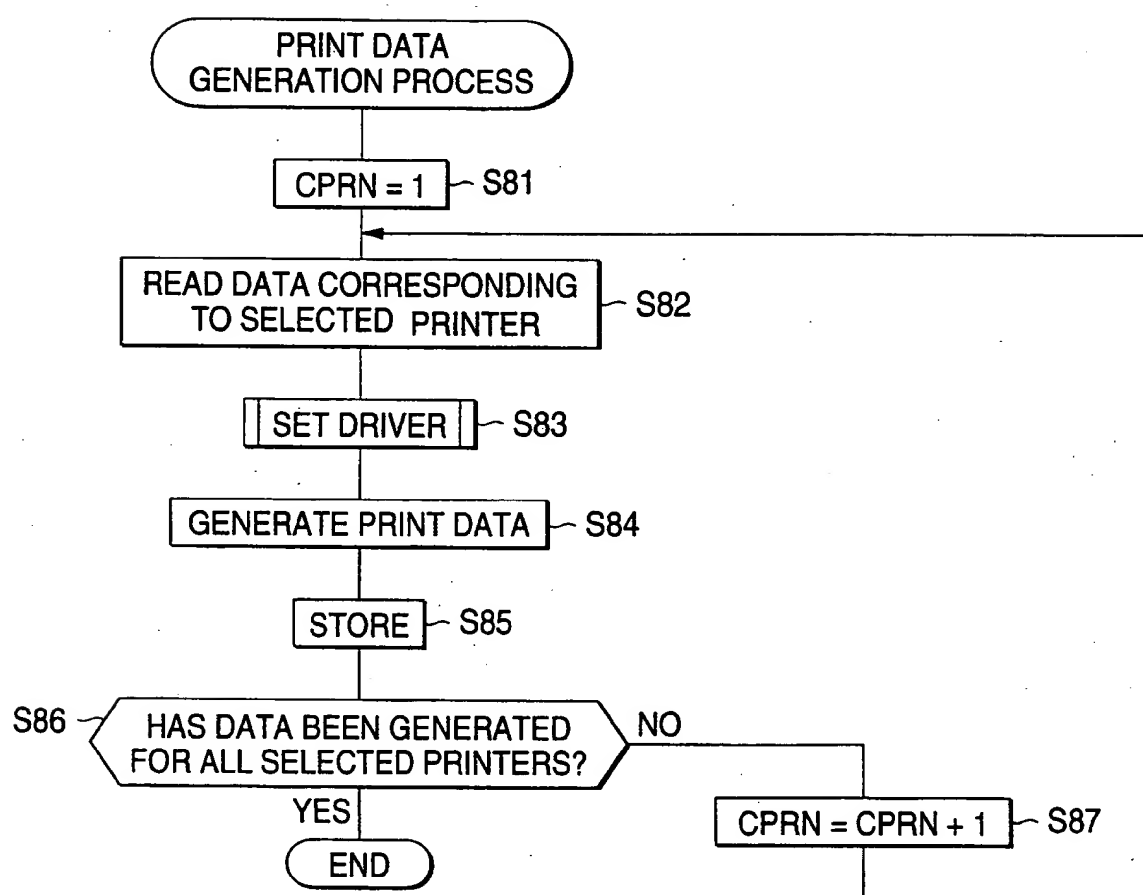 PRINT DATA
GENERATION PROCESS
CPRN = 1
S81
READ DATA CORRESPONDING
TO SELECTED PRINTER
S82
SET DRIVER
S83
GENERATE PRINT DATA
S84
STORE
S85
S86
HAS DATA BEEN GENERATED
FOR ALL SELECTED PRINTERS?
NO
YES
CPRN = CPRN + 1
S87
END